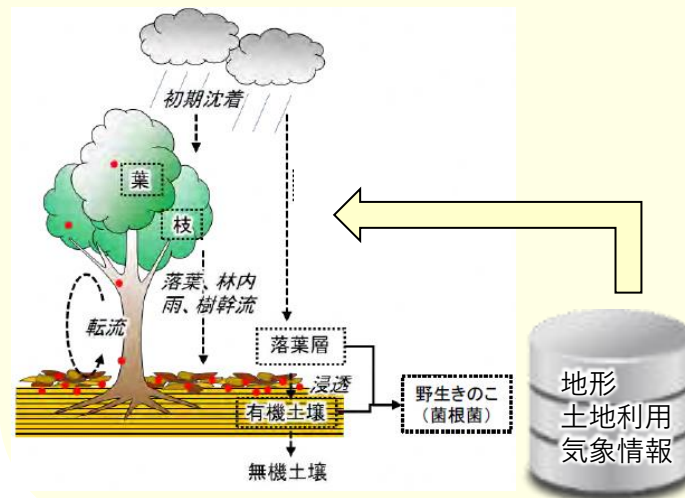 初期沈着
葉
枝
落葉、林内
雨、樹幹流
転流
落葉層
浸透
有機土壌
無機土壌
野生きのこ
（菌根菌）
地形
土地利用
気象情報